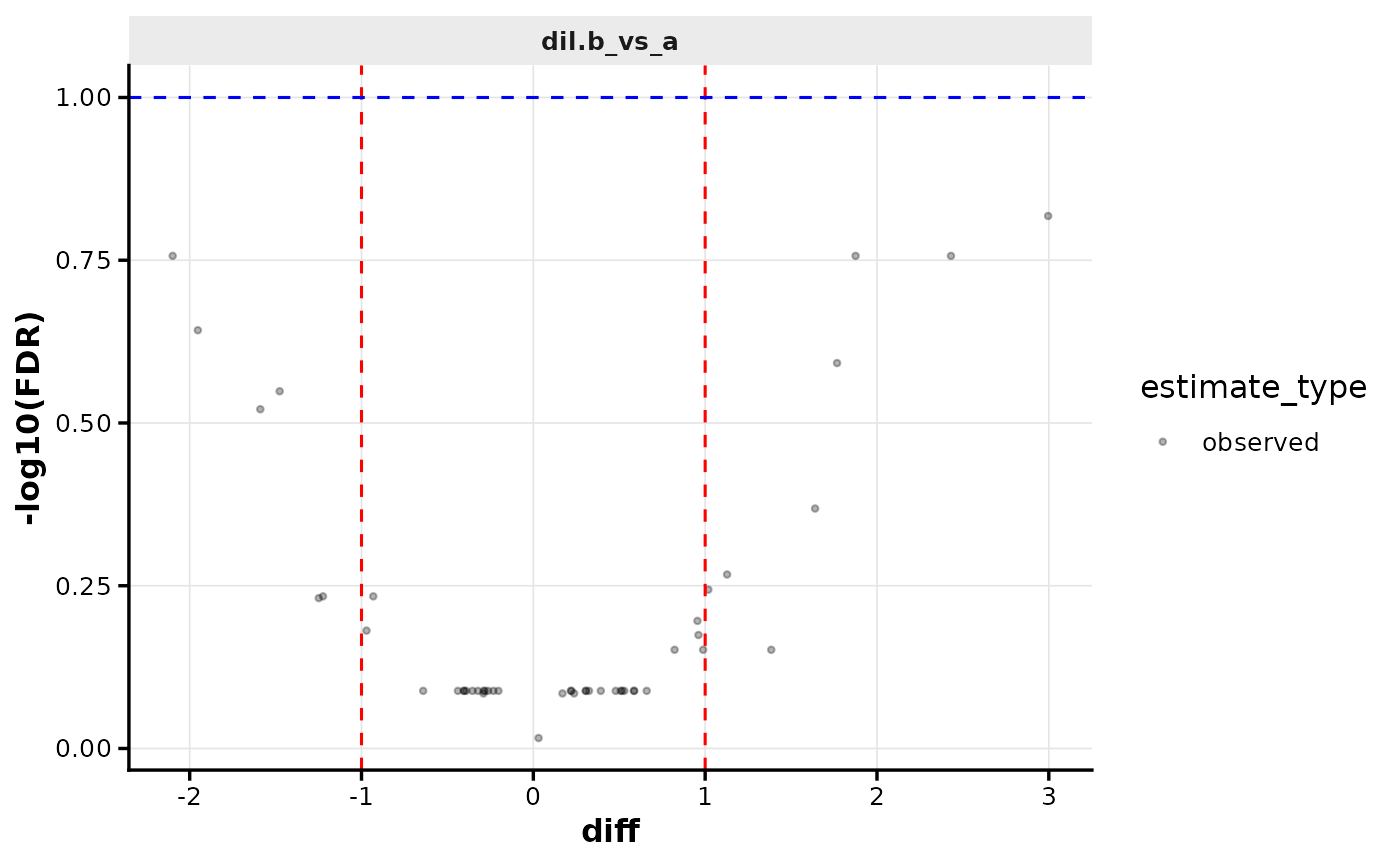 dil.b_vs_a
1.00
0.75
0.50
0.25
0.00
-log10(FDR)
-2 -1 0 1 2 3
diff
estimate_type
observed